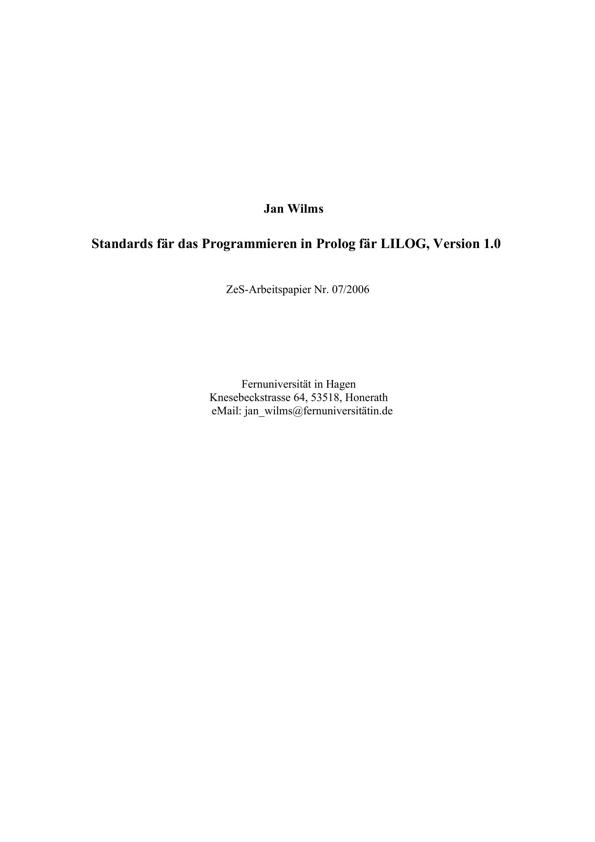 Jan Wilms
Standards fär das Programmieren in Prolog fär LILOG, Version 1.0
ZeS-Arbeitspapier Nr. 07/2006
Fernuniversität in Hagen
Knesebeckstrasse 64, 53518, Honerath
eMail: jan_wilms@fernuniversitätin.de